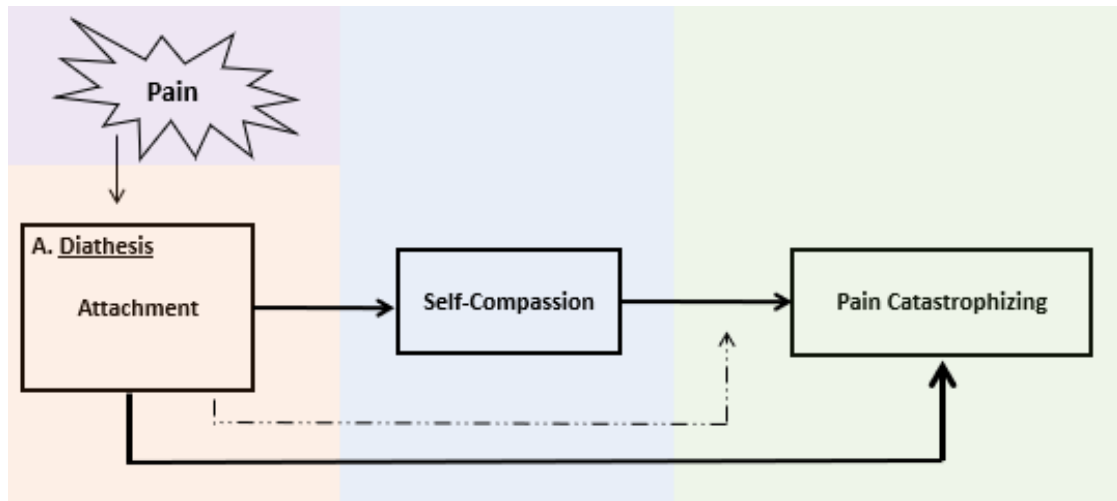 Pain
A. Diathesis
Attachment
Self-Compassion
Pain Catastrophizing